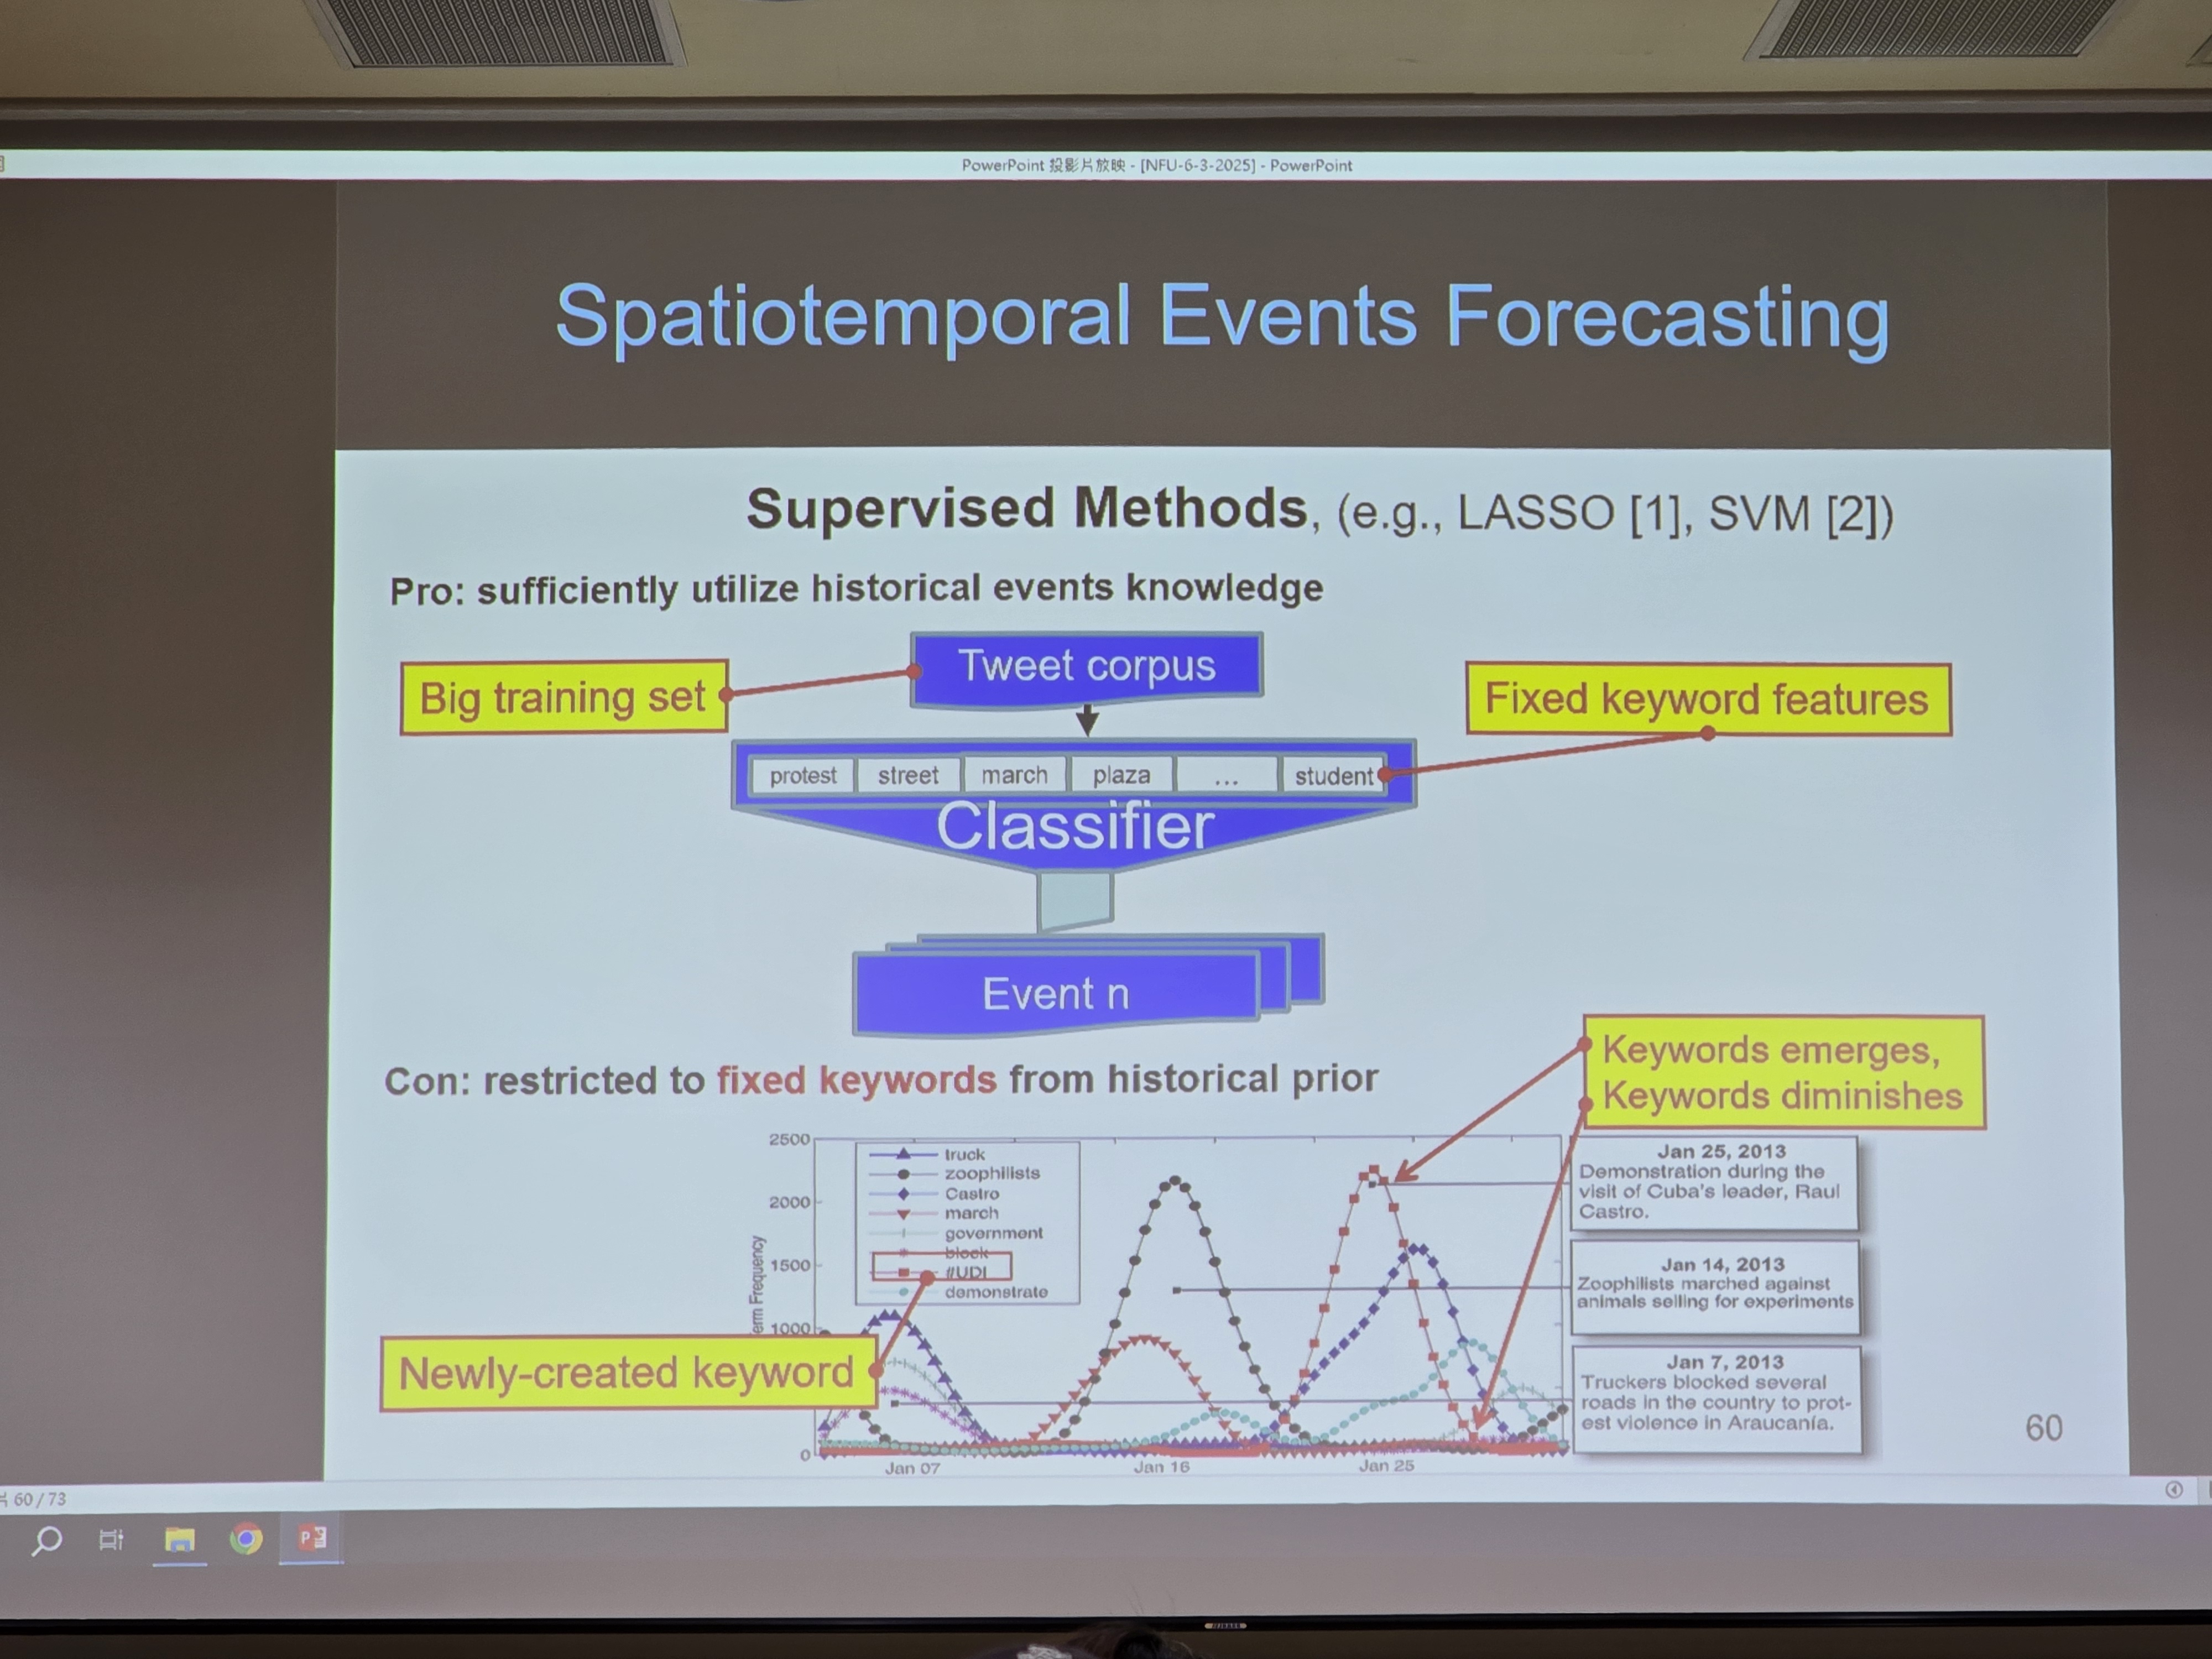 PowerPoint 投影片放映 - [NFU-6-3-2025] - PowerPoint
Spatiotemporal Events Forecasting
Supervised Methods, (e.g., LASSO [1], SVM [2])
Pro: sufficiently utilize historical events knowledge
Tweet corpus
Big training set
Fixed keyword features
protest street march plaza ... student
Classifier
Event n
Keywords emerges,
Keywords diminishes
Con: restricted to fixed keywords from historical prior
2500
2000
1500
1000
0
truck
zoophilists
Castro
march
government
block
#UDI
demonstrate
Newly-created keyword
Jan 07
Jan 16
Jan 25
Jan 25, 2013
Demonstration during the
visit of Cuba's leader, Raul
Castro.
Jan 14, 2013
Zoophilists marched against
animals selling for experiments
Jan 7, 2013
Truckers blocked several
roads in the country to prot-
est violence in Araucanía.
60
60 / 73